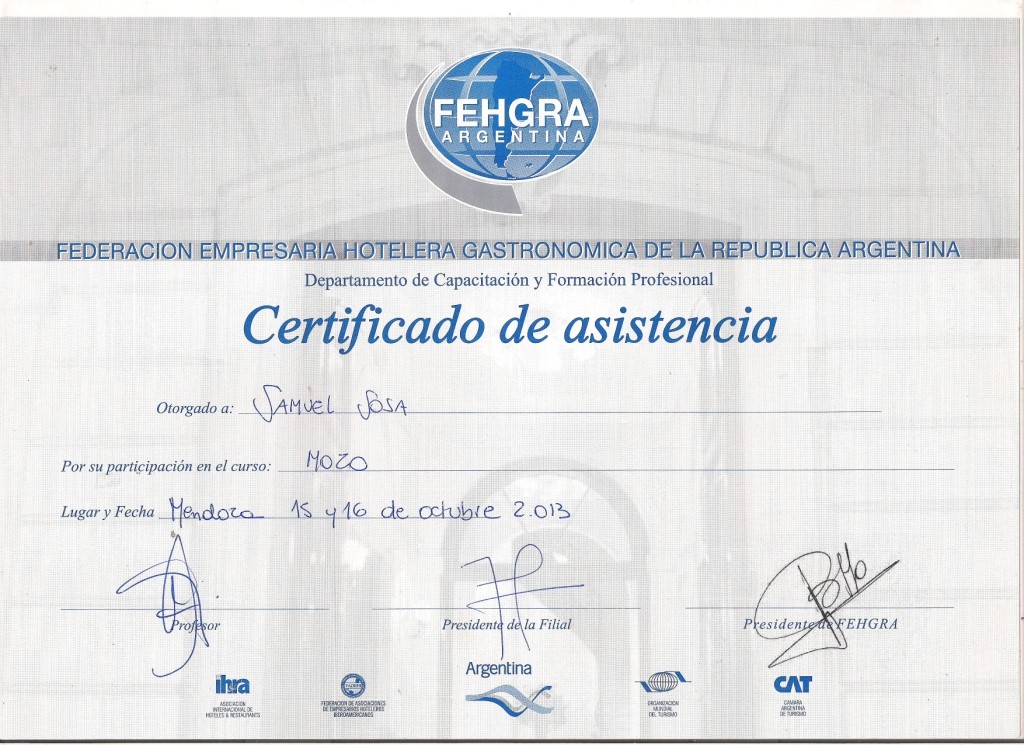 FEHGRA
ARGENTINA
FEDERACION EMPRESARIA HOTELERA GASTRONOMICA DE LA REPUBLICA ARGENTINA
Departamento de Capacitación y Formación Profesional
Certificado de asistencia
Otorgado a: SAMUEL SOSA
Por su participación en el curso: MOZO
Lugar y Fecha Mendoza 15 y 16 de octubre 2.013
Profesor
Presidente de la Filial
Presidente de FEHGRA
ihra
ASOCIACION
INTERNACIONAL DE
HOTELES & RESTAURANTS
FEDERACION DE ASOCIACIONES
DE EMPRESARIOS HOTELEROS
IBEROAMERICANOS
Argentina
ORGANIZACION
MUNDIAL
DEL TURISMO
CAT
CAMARA
ARGENTINA
DE TURISMO